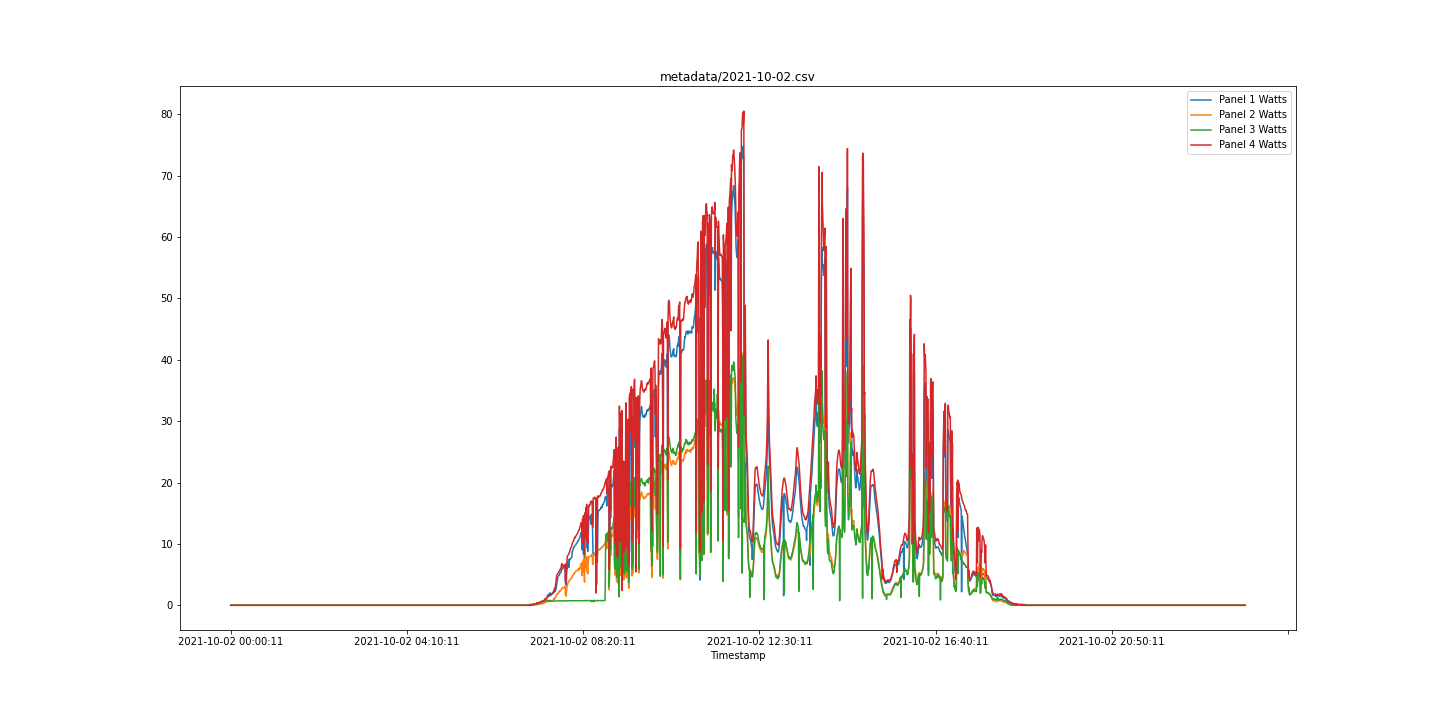 metadata/2021-10-02.csv
Panel 1 Watts
Panel 2 Watts
Panel 3 Watts
Panel 4 Watts
80
70
60
50
40
30
20
10
0
2021-10-02 00:00:11
2021-10-02 04:10:11
2021-10-02 08:20:11
2021-10-02 12:30:11
2021-10-02 16:40:11
2021-10-02 20:50:11
Timestamp